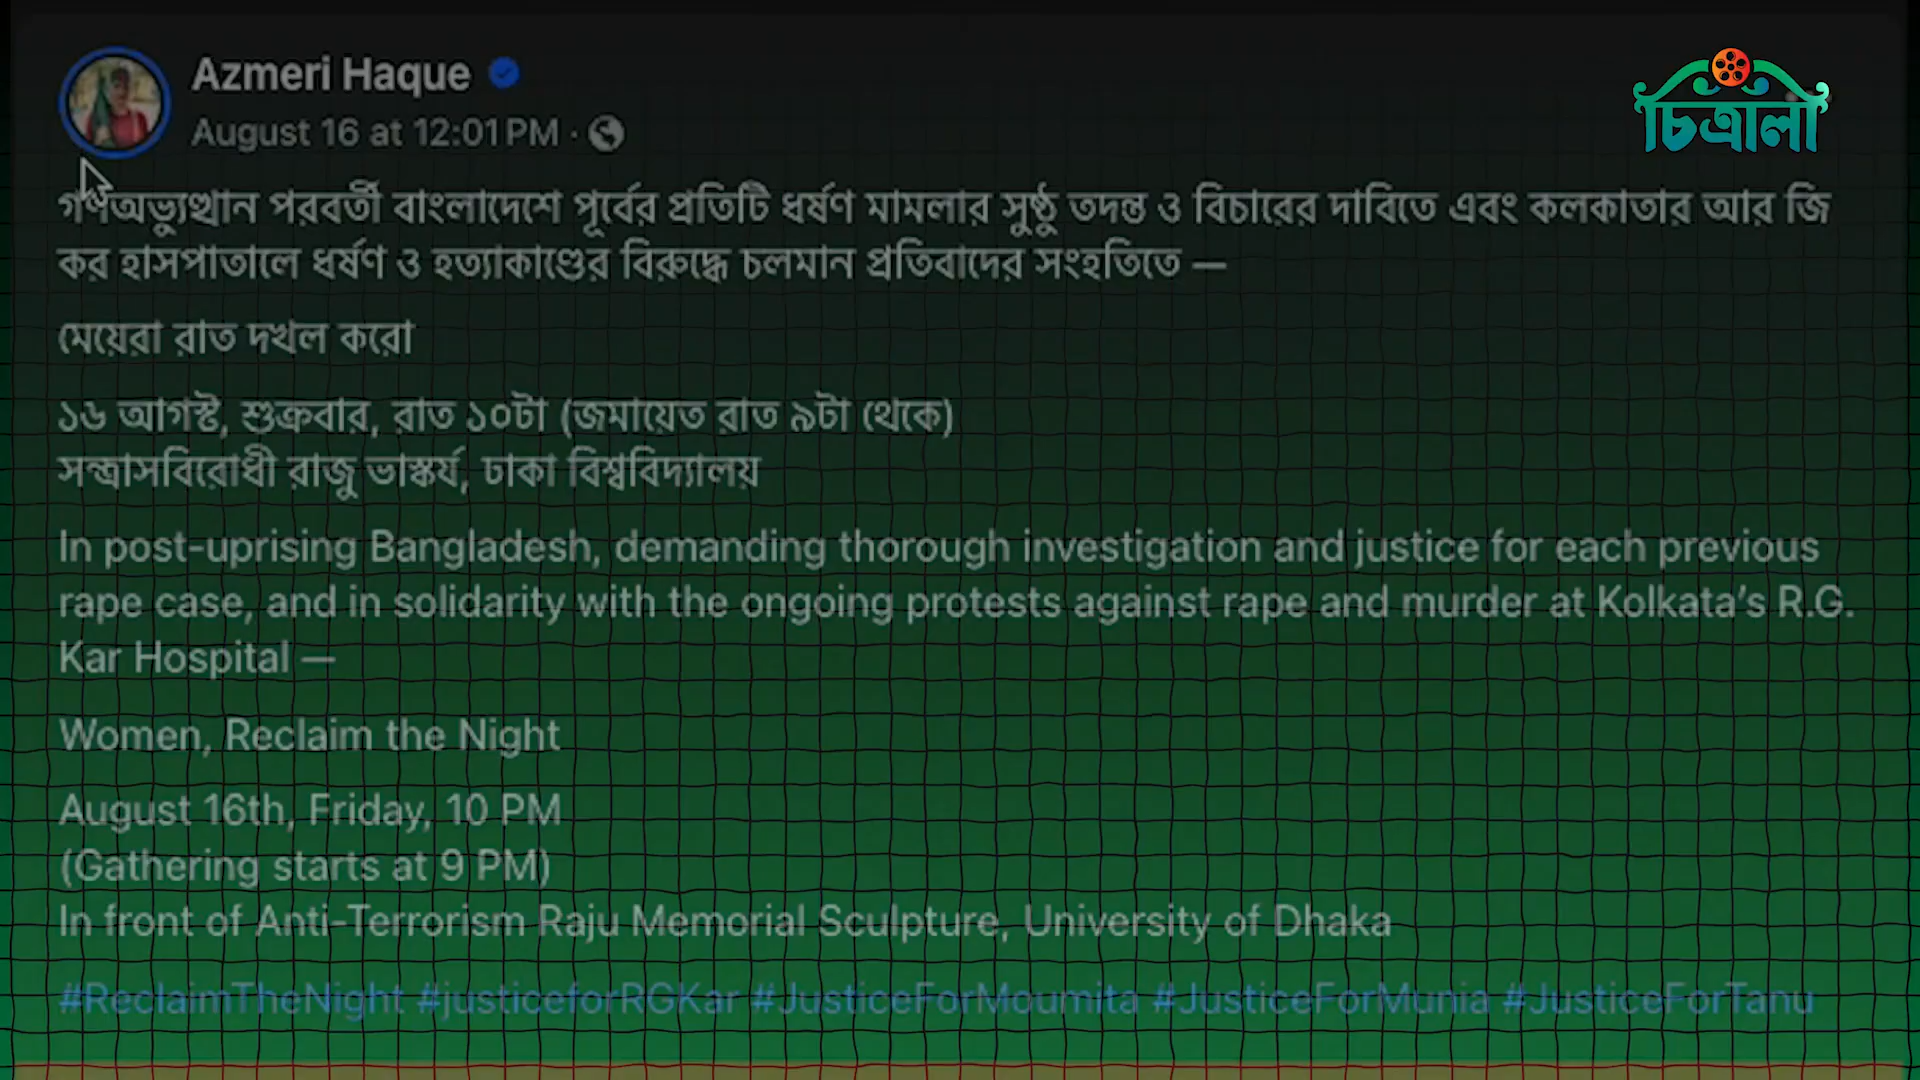 Azmeri Haque
August 16 at 12:01 PM ·
চিত্রালী
গণঅভ্যুত্থান পরবর্তী বাংলাদেশে পূর্বের প্রতিটি ধর্ষণ মামলার সুষ্ঠু তদন্ত ও বিচারের দাবিতে এবং কলকাতার আর জি
কর হাসপাতালে ধর্ষণ ও হত্যাকাণ্ডের বিরুদ্ধে চলমান প্রতিবাদের সংহতিতে —
মেয়েরা রাত দখল করো
১৬ আগস্ট, শুক্রবার, রাত ১০টা (জমায়েত রাত ৯টা থেকে)
সন্ত্রাসবিরোধী রাজু ভাস্কর্য, ঢাকা বিশ্ববিদ্যালয়
In post-uprising Bangladesh, demanding thorough investigation and justice for each previous
rape case, and in solidarity with the ongoing protests against rape and murder at Kolkata’s R.G.
Kar Hospital —
Women, Reclaim the Night
August 16th, Friday, 10 PM
(Gathering starts at 9 PM)
In front of Anti-Terrorism Raju Memorial Sculpture, University of Dhaka
#ReclaimTheNight #justiceforRGKar #JusticeForMoumita #JusticeForMunia #JusticeForTanu